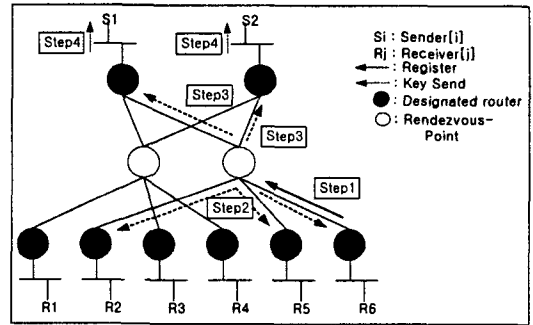 S1
S2
Step4
Step4
Si : Sender[i]
Rj : Receiver[j]
: Register
: Key Send
: Designated router
: Rendezvous-
Point
Step3
Step3
Step1
Step2
R1
R2
R3
R4
R5
R6